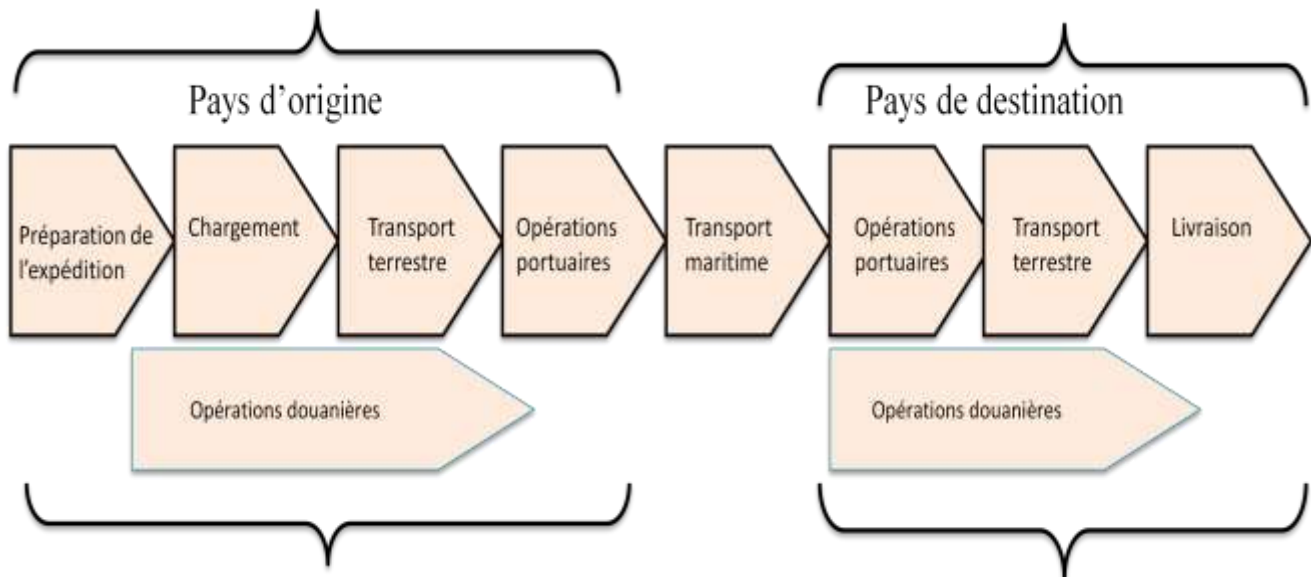 Pays d'origine
Pays de destination
Préparation de
l'expédition
Chargement
Transport
terrestre
Opérations
portuaires
Transport
maritime
Opérations
portuaires
Transport
terrestre
Livraison
Opérations douanières
Opérations douanières